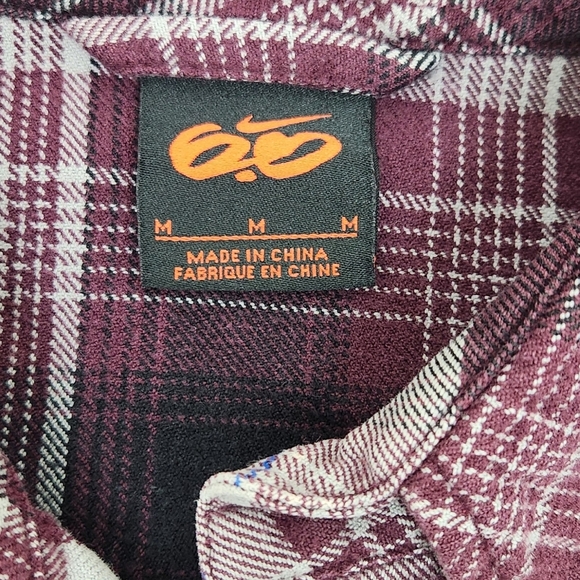 6.0
M M M
MADE IN CHINA
FABRIQUE EN CHINE